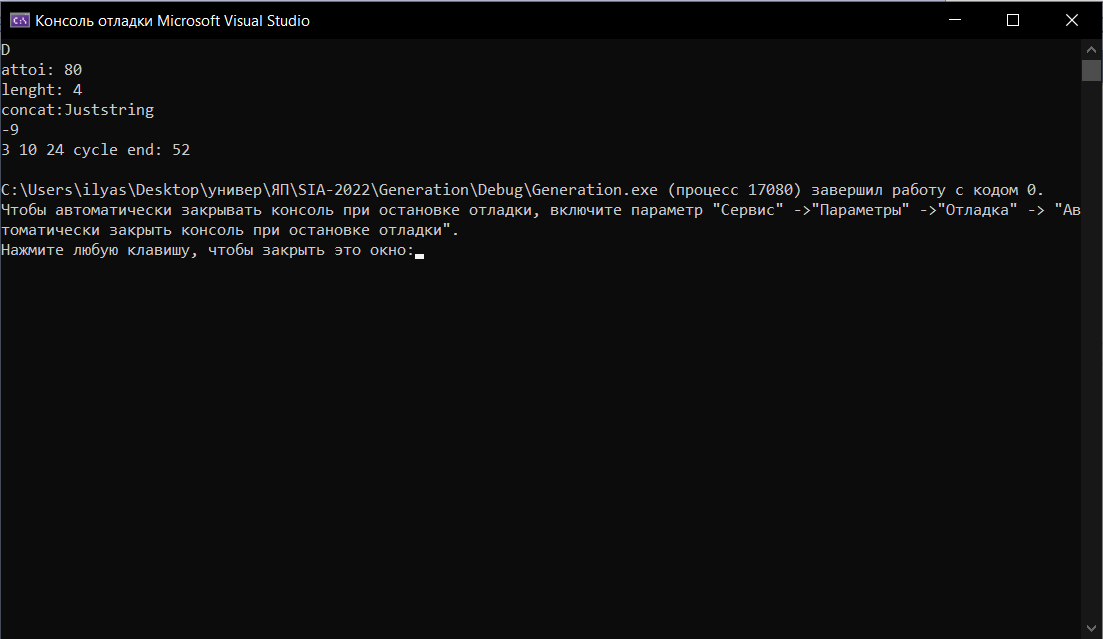 Консоль отладки Microsoft Visual Studio
D
attoi: 80
lenght: 4
concat:Juststring
-9
3 10 24 cycle end: 52
C:\Users\ilyas\Desktop\универ\ЯП\SIA-2022\Generation\Debug\Generation.exe (процесс 17080) завершил работу с кодом 0.
Чтобы автоматически закрывать консоль при остановке отладки, включите параметр "Сервис" ->"Параметры" ->"Отладка" -> "Ав
томатически закрыть консоль при остановке отладки".
Нажмите любую клавишу, чтобы закрыть это окно: